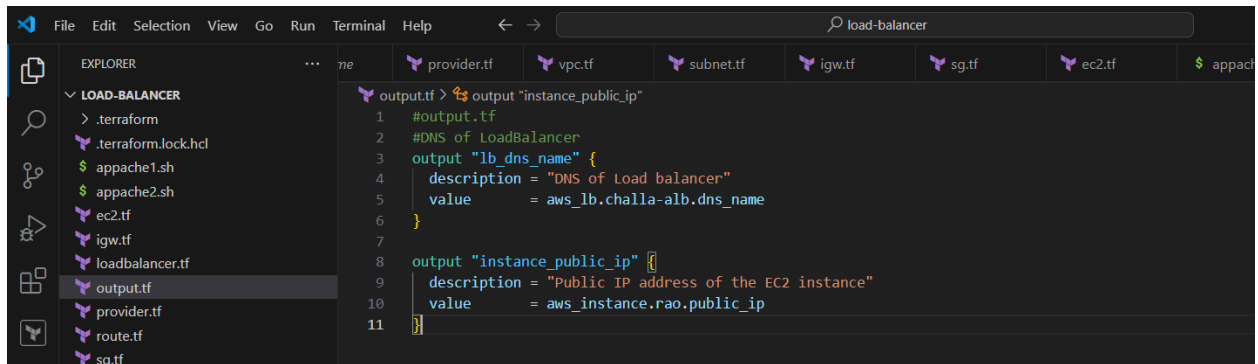 File Edit Selection View Go Run Terminal Help
load-balancer
EXPLORER
provider.tf vpc.tf subnet.tf igw.tf sg.tf ec2.tf $ appach
LOAD-BALANCER
.terraform
.terraform.lock.hcl
$ appache1.sh
$ appache2.sh
ec2.tf
igw.tf
loadbalancer.tf
output.tf
provider.tf
route.tf
sg.tf
me
output.tf > output "instance_public_ip"
1 #output.tf
2 #DNS of LoadBalancer
3 output "lb_dns_name" {
4 description = "DNS of Load balancer"
5 value = aws_lb.challa-alb.dns_name
6 }
7
8 output "instance_public_ip" {
9 description = "Public IP address of the EC2 instance"
10 value = aws_instance.rao.public_ip
11 }